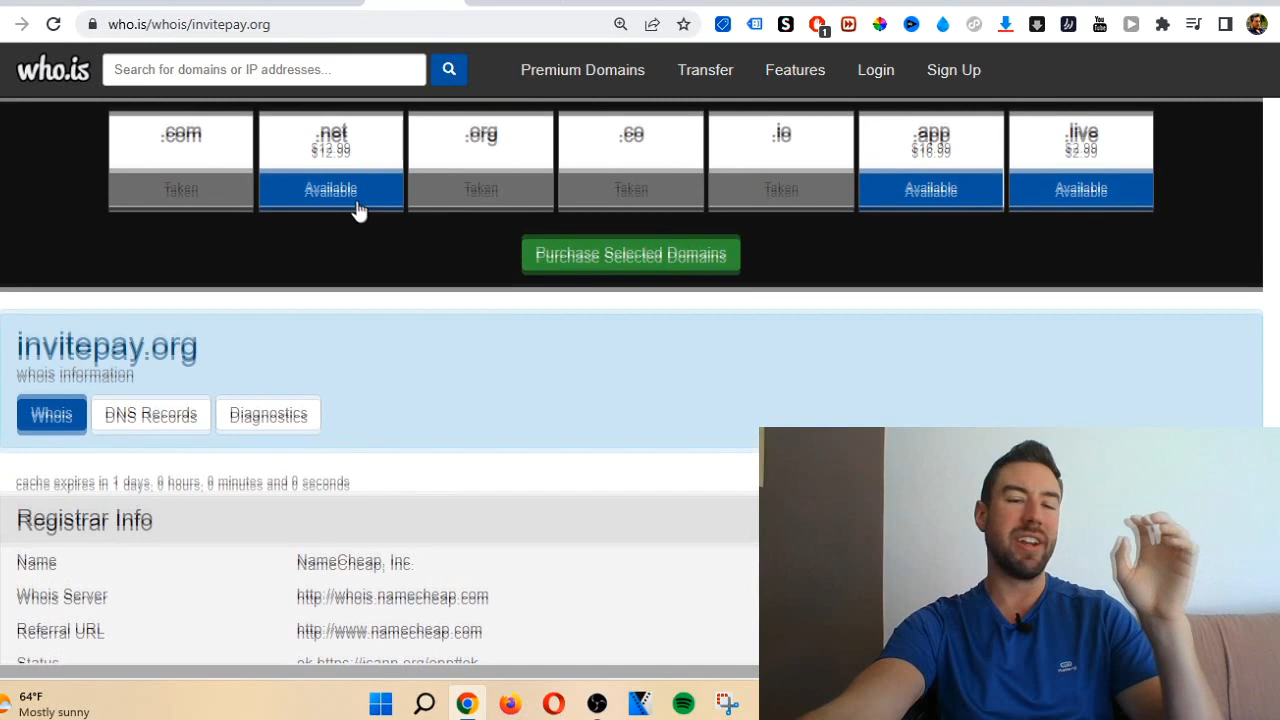 who.is/whois/invitepay.org
1
You
Tube
who.is
Search for domains or IP addresses...
Premium Domains
Transfer
Features
Login
Sign Up
.com
.net
.org
.co
.io
.app
.live
$12.99
$16.99
$2.99
Taken
Available
Taken
Taken
Taken
Available
Available
Purchase Selected Domains
invitepay.org
whois information
Whois
DNS Records
Diagnostics
cache expires in 1 days, 0 hours, 0 minutes and 0 seconds
Registrar Info
Name
NameCheap, Inc.
Whois Server
http://whois.namecheap.com
Referral URL
http://www.namecheap.com
Status
64°F
Mostly sunny